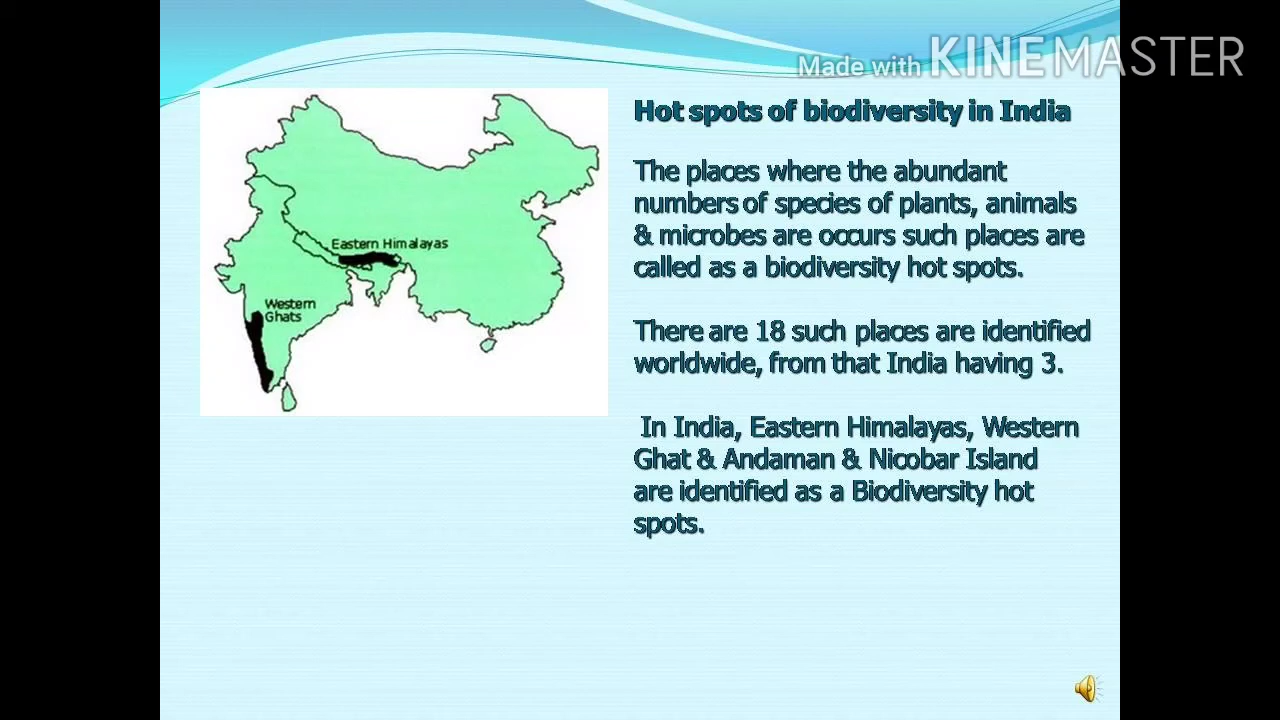 Made with KINEMASTER
Hot spots of biodiversity in India
The places where the abundant
numbers of species of plants, animals
& microbes are occurs such places are
called as a biodiversity hot spots.
There are 18 such places are identified
worldwide, from that India having 3.
In India, Eastern Himalayas, Western
Ghat & Andaman & Nicobar Island
are identified as a Biodiversity hot
spots.
Eastern Himalayas
Western
Ghats